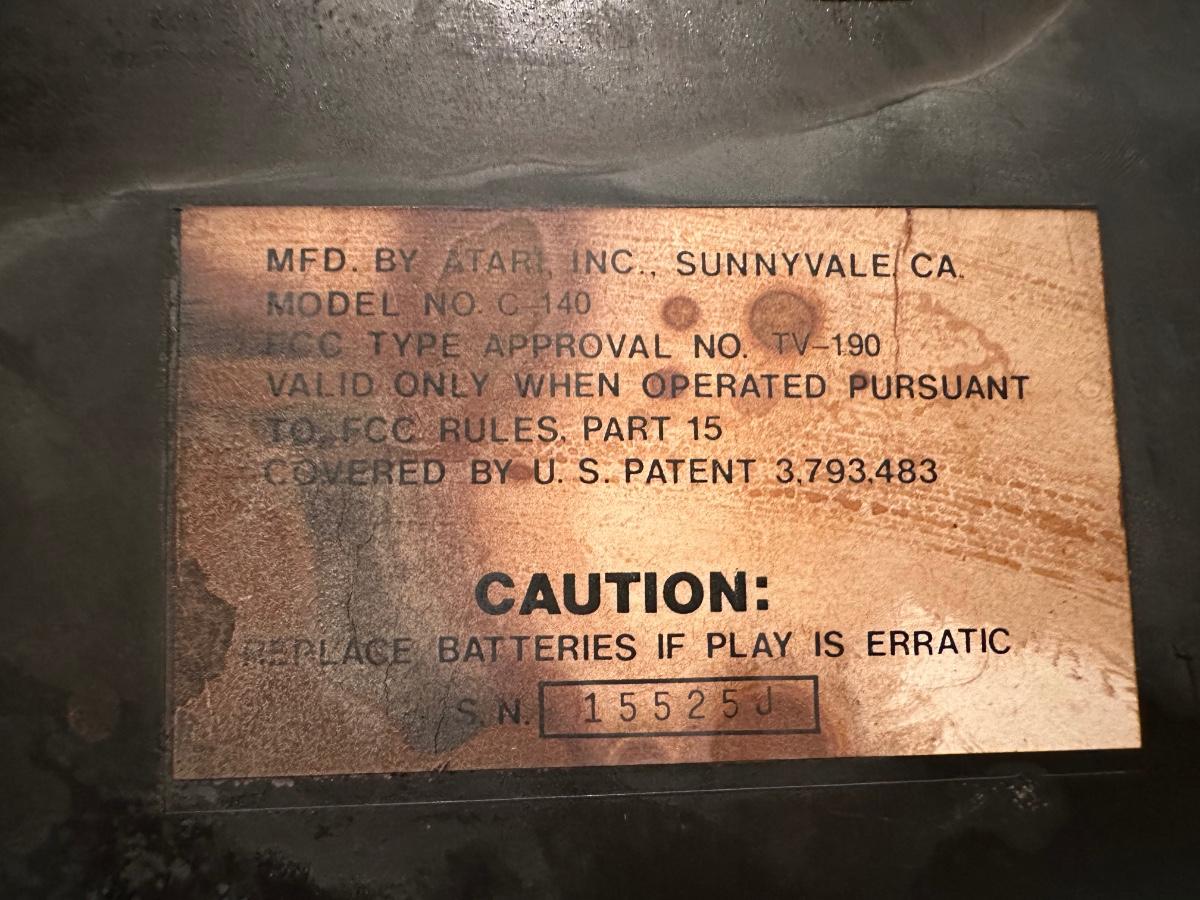 MFD. BY ATARI, INC., SUNNYVALE, CA.
MODEL NO. C-140
FCC TYPE APPROVAL NO. TV-190
VALID ONLY WHEN OPERATED PURSUANT
TO FCC RULES, PART 15
COVERED BY U. S. PATENT 3,793,483
CAUTION:
REPLACE BATTERIES IF PLAY IS ERRATIC
S. N. 15525J